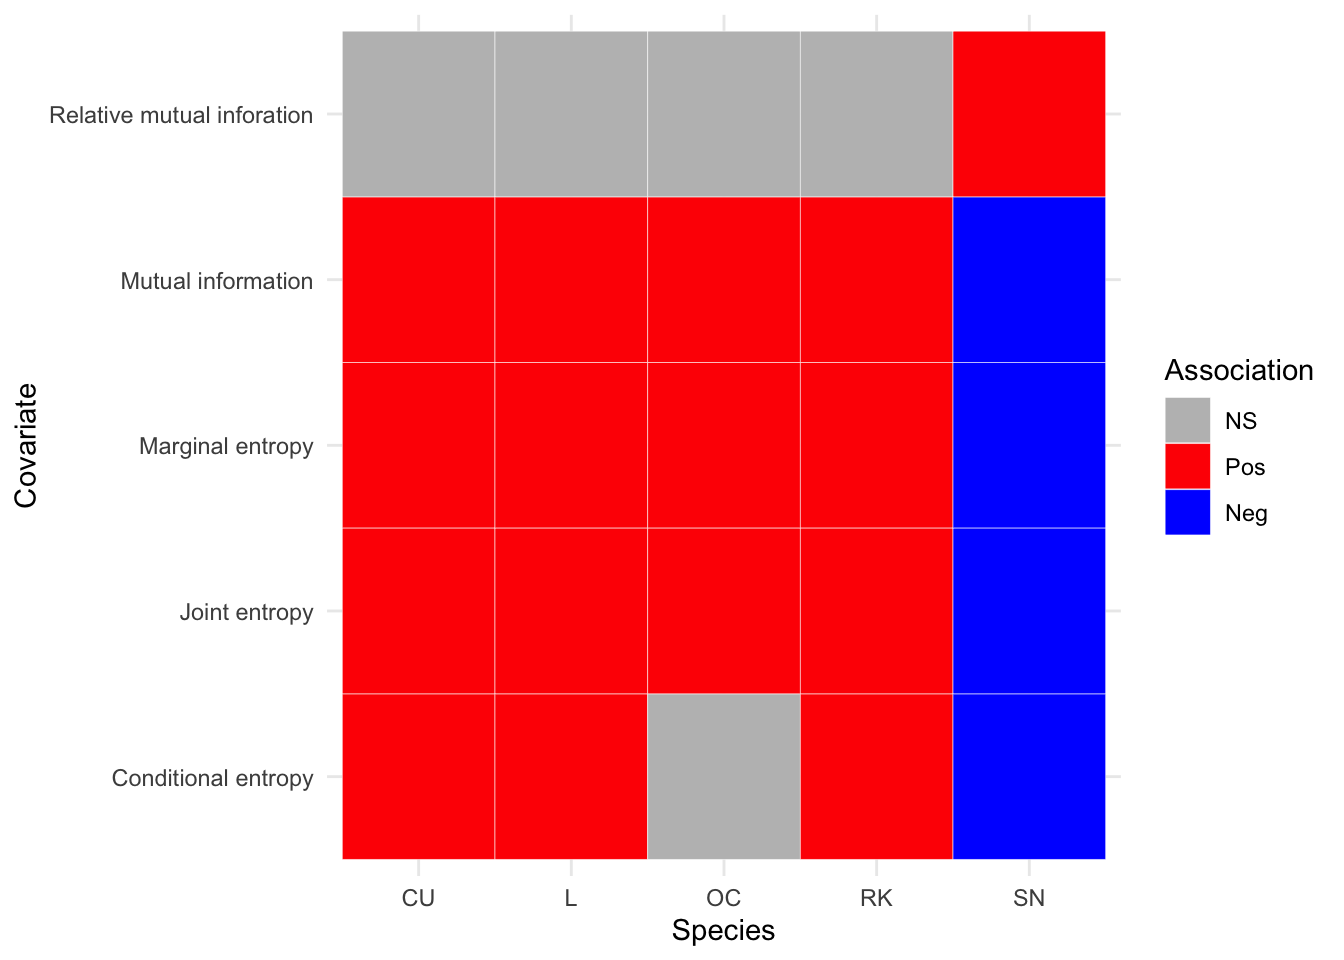 Relative mutual inforation
Mutual information
Marginal entropy
Joint entropy
Conditional entropy
Covariate
CU
L
OC
RK
SN
Species
Association
NS
Pos
Neg